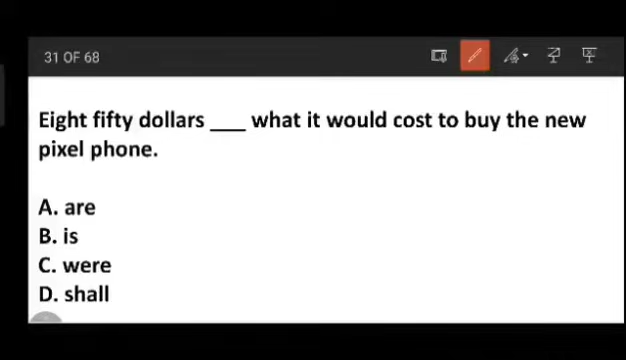 31 OF 68
Eight fifty dollars ___ what it would cost to buy the new
pixel phone.
A. are
B. is
C. were
D. shall